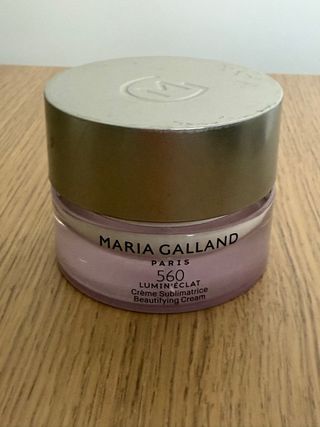 M
MARIA GALLAND
PARIS
560
LUMIN'ÉCLAT
Crème Sublimatrice
Beautifying Cream